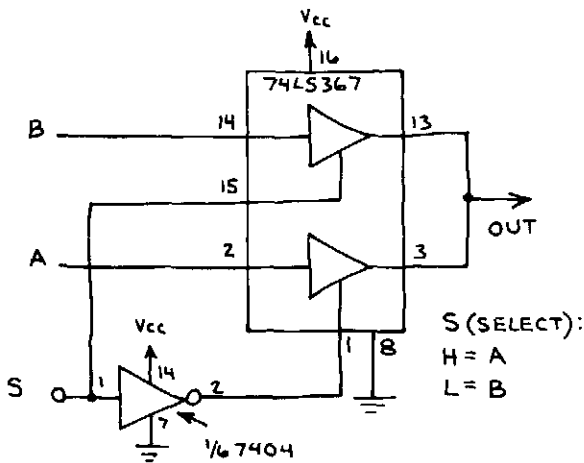 Vcc
16
74LS367
B
14
13
15
OUT
A
2
3
Vcc
1
8
S (SELECT):
H = A
L = B
14
S
1
2
7
1/6 7404